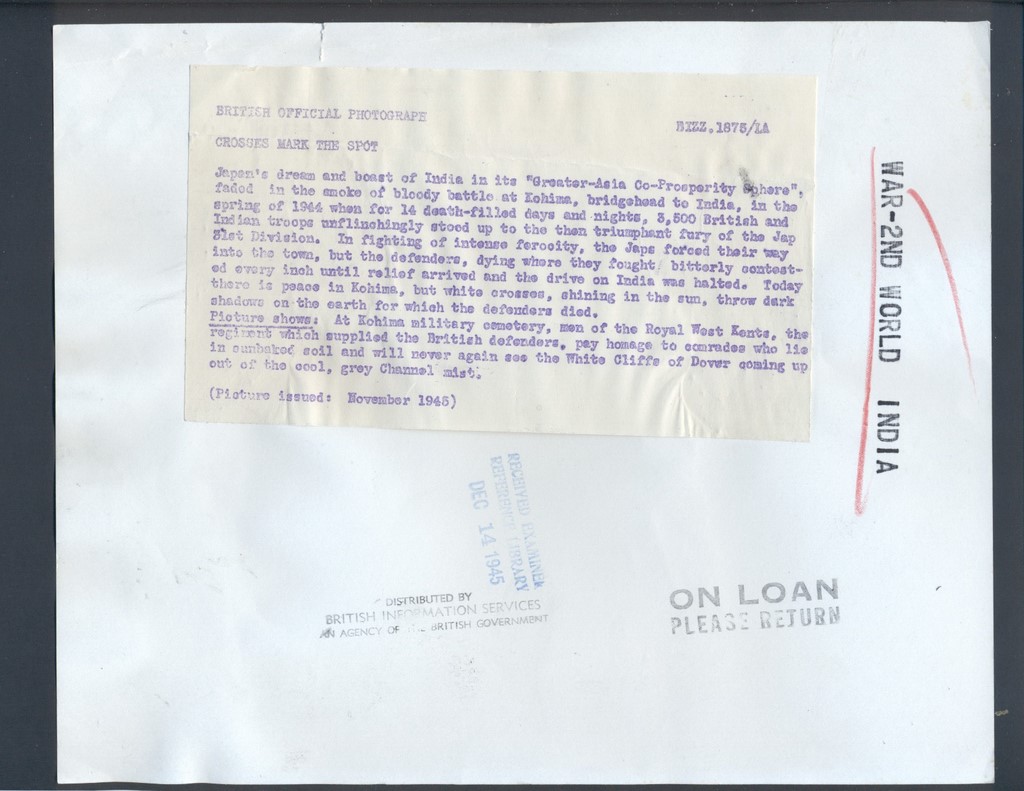 BRITISH OFFICIAL PHOTOGRAPH
BIZZ.1875/LA
CROSSES MARK THE SPOT
Japan's dream and boast of India in its "Greater-Asia Co-Prosperity Sphere",
faded in the smoke of bloody battle at Kohima, bridgehead to India, in the
spring of 1944 when for 14 death-filled days and nights, 3,500 British and
Indian troops unflinchingly stood up to the then triumphant fury of the Jap
31st Division. In fighting of intense ferocity, the Japs forced their way
into the town, but the defenders, dying where they fought, bitterly contest-
ed every inch until relief arrived and the drive on India was halted. Today
there is peace in Kohima, but white crosses, shining in the sun, throw dark
shadows on the earth for which the defenders died.
Picture shows: At Kohima military cemetery, men of the Royal West Kents, the
regiment which supplied the British defenders, pay homage to comrades who lie
in sunbaked soil and will never again see the White Cliffs of Dover coming up
out of the cool, grey Channel mist.
(Picture issued: November 1945)
WAR-2ND WORLD INDIA
RECEIVED EXAMINER
REFERENCE LIBRARY
DEC 14 1945
DISTRIBUTED BY
BRITISH INFORMATION SERVICES
AN AGENCY OF THE BRITISH GOVERNMENT
ON LOAN
PLEASE RETURN